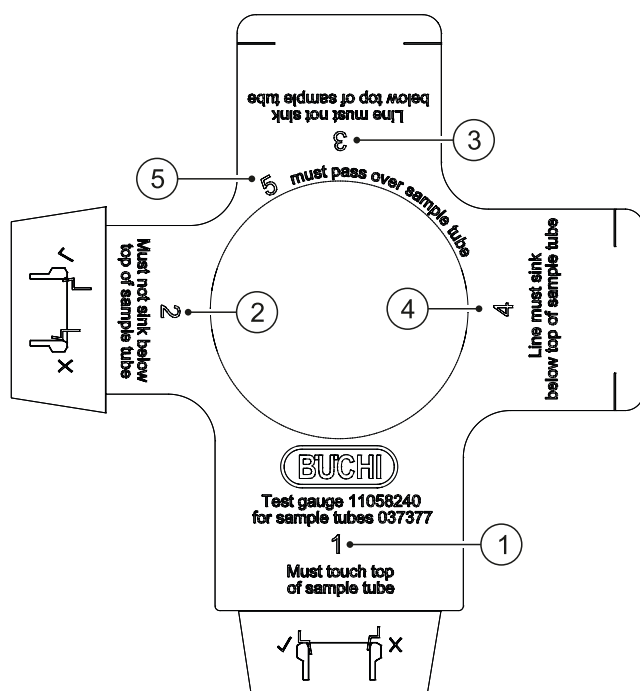 Line must not sink
below top of sample tube
3
3
5
5 must pass over sample tube
Must not sink below
top of sample tube
2
2
4
4
Line must sink
below top of sample tube
BÜCHI
Test gauge 11058240
for sample tubes 037377
1
1
Must touch top
of sample tube